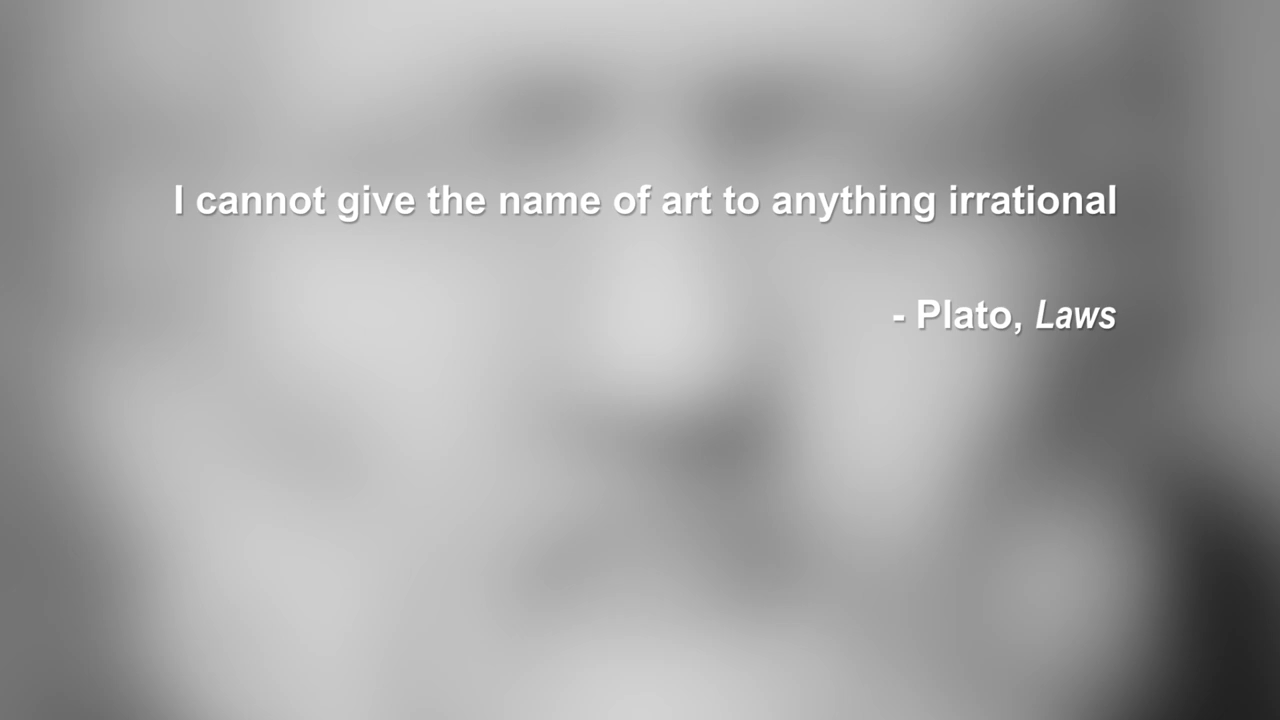 I cannot give the name of art to anything irrational
- Plato, Laws